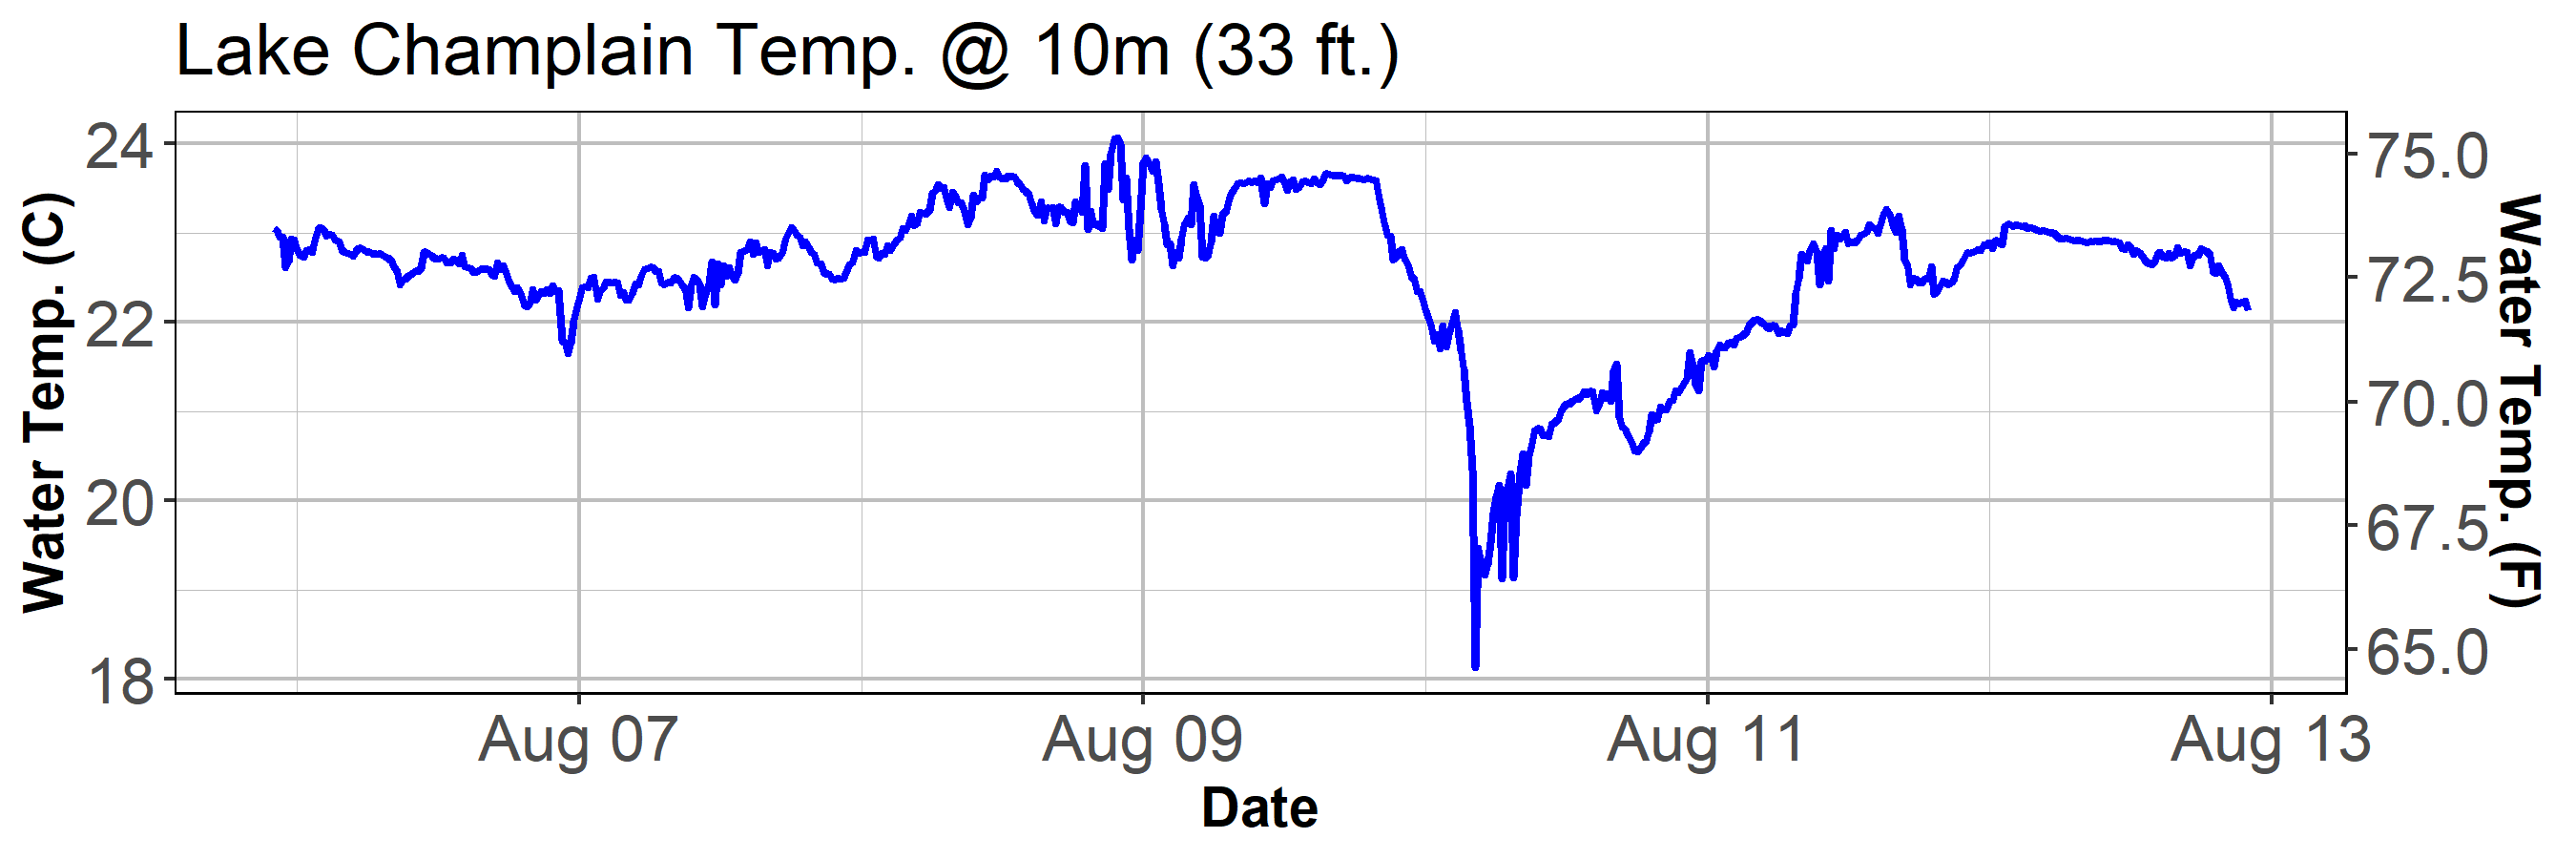 Lake Champlain Temp. @ 10m (33 ft.)
Water Temp. (C)
24
22
20
18
75.0
72.5
70.0
67.5
65.0
Water Temp. (F)
Aug 07 Aug 09 Aug 11 Aug 13
Date